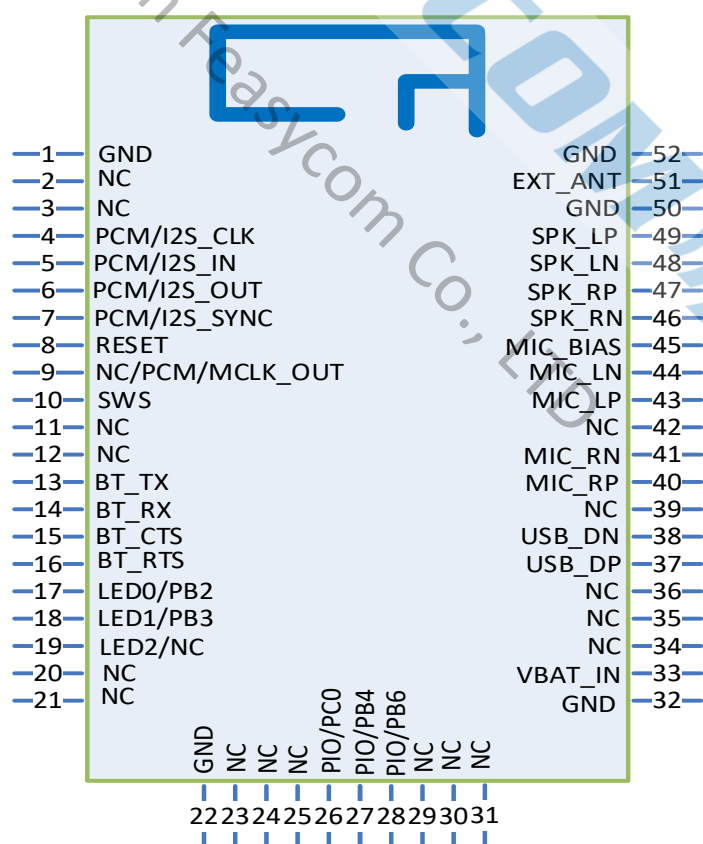 1 GND
2 NC
3 NC
4 PCM/I2S_CLK
5 PCM/I2S_IN
6 PCM/I2S_OUT
7 PCM/I2S_SYNC
8 RESET
9 NC/PCM/MCLK_OUT
10 SWS
11 NC
12 NC
13 BT_TX
14 BT_RX
15 BT_CTS
16 BT_RTS
17 LED0/PB2
18 LED1/PB3
19 LED2/NC
20 NC
21 NC
GND 52
EXT_ANT 51
GND 50
SPK_LP 49
SPK_LN 48
SPK_RP 47
SPK_RN 46
MIC_BIAS 45
MIC_LN 44
MIC_LP 43
NC 42
MIC_RN 41
MIC_RP 40
NC 39
USB_DN 38
USB_DP 37
NC 36
NC 35
NC 34
VBAT_IN 33
GND 32
GND
NC
NC
NC
PIO/PC0
PIO/PB4
PIO/PB6
NC
NC
NC
22 23 24 25 26 27 28 29 30 31
Feasycom Co., LTD
COM